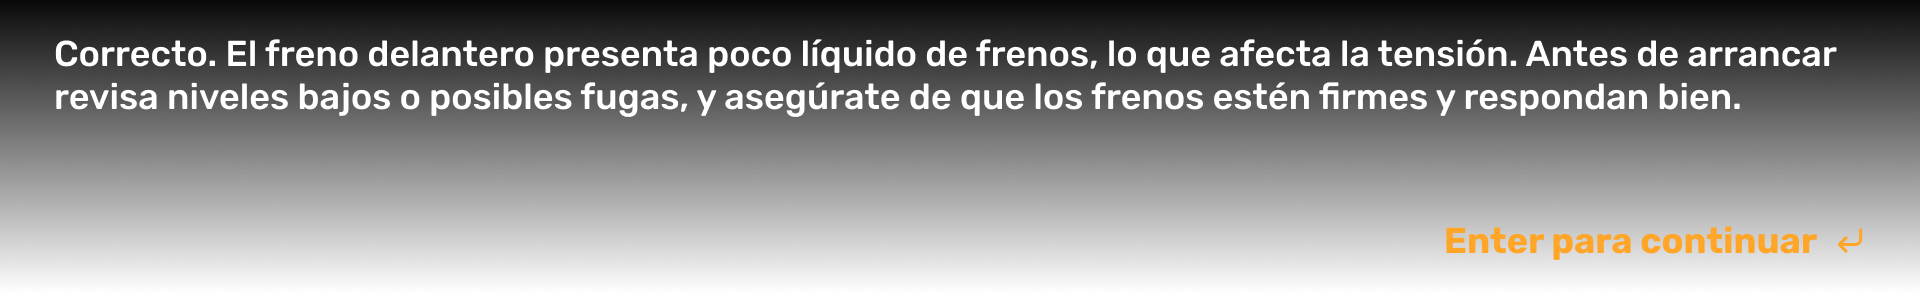 Correcto. El freno delantero presenta poco líquido de frenos, lo que afecta la tensión. Antes de arrancar
revisa niveles bajos o posibles fugas, y asegúrate de que los frenos estén firmes y respondan bien.
Enter para continuar